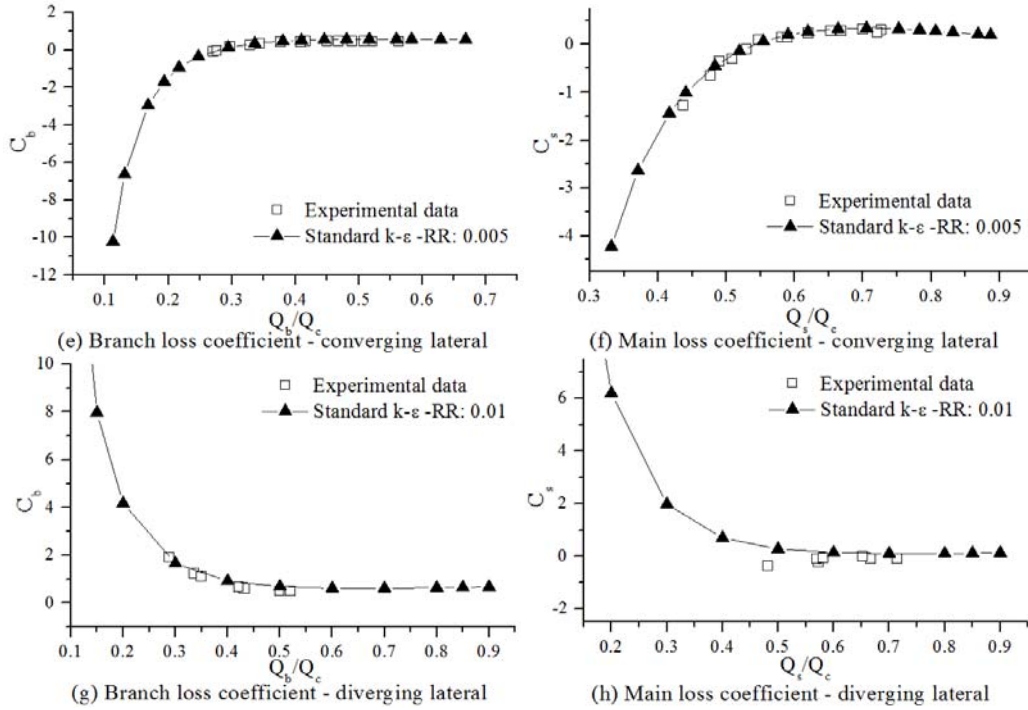 2
0
-2
-4
-6
-8
-10
-12
C_b
□ Experimental data
▲ Standard k-ε -RR: 0.005
0.1 0.2 0.3 0.4 0.5 0.6 0.7
Q_b/Q_c
(e) Branch loss coefficient - converging lateral
0
-1
-2
-3
-4
C_s
□ Experimental data
▲ Standard k-ε -RR: 0.005
0.3 0.4 0.5 0.6 0.7 0.8 0.9
Q_s/Q_c
(f) Main loss coefficient - converging lateral
10
8
6
4
2
0
C_b
□ Experimental data
▲ Standard k-ε -RR: 0.01
0.1 0.2 0.3 0.4 0.5 0.6 0.7 0.8 0.9
Q_b/Q_c
(g) Branch loss coefficient - diverging lateral
6
4
2
0
-2
C_s
□ Experimental data
▲ Standard k-ε -RR: 0.01
0.2 0.3 0.4 0.5 0.6 0.7 0.8 0.9
Q_s/Q_c
(h) Main loss coefficient - diverging lateral